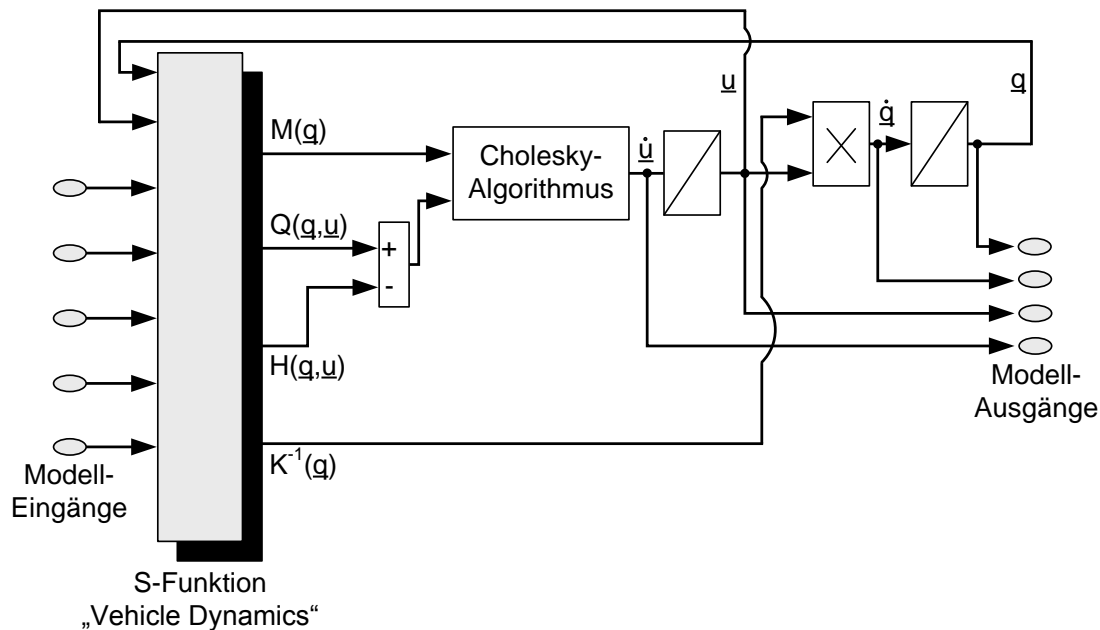 u
q
M(q)
Cholesky-
Algorithmus
u̇
q̇
Q(q,u)
+
-
H(q,u)
K⁻¹(q)
Modell-
Eingänge
Modell-
Ausgänge
S-Funktion
„Vehicle Dynamics“